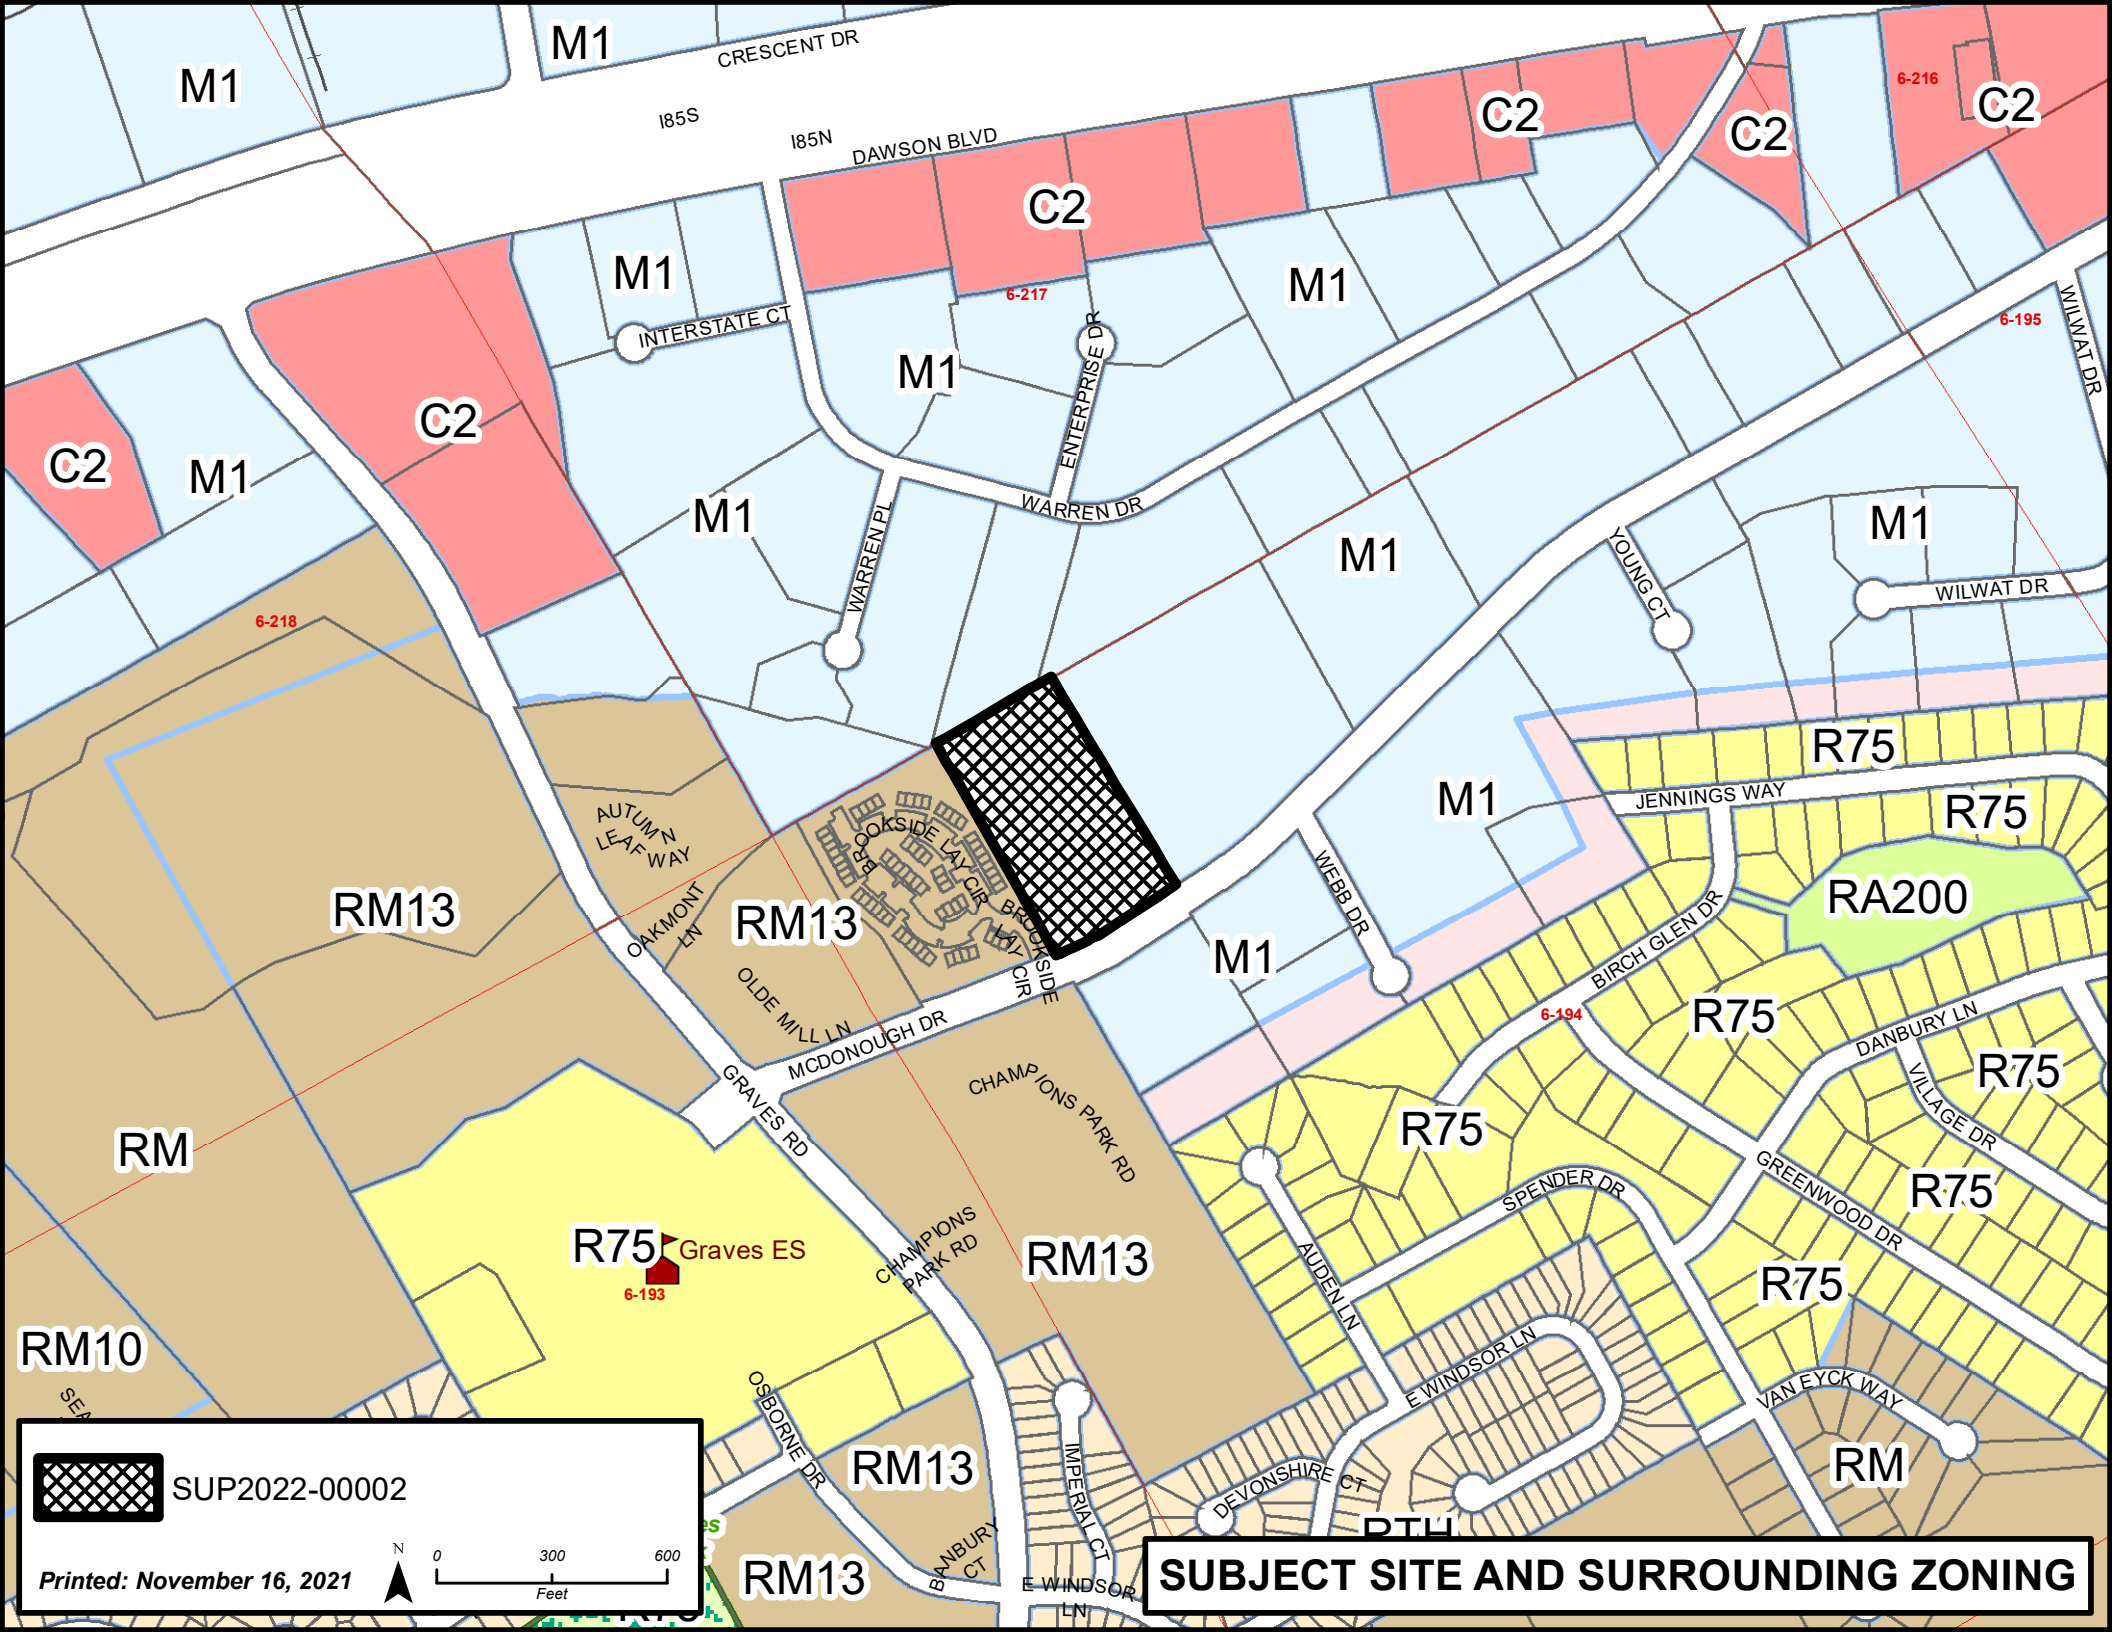 M1
M1
CRESCENT DR
I85S
I85N
DAWSON BLVD
C2
C2
C2
6-216
C2
M1
INTERSTATE CT
6-217
M1
ENTERPRISE DR
M1
6-195
WILWAT DR
C2
C2
M1
M1
WARREN DR
WARREN PL
M1
YOUNG CT
M1
WILWAT DR
6-218
R75
JENNINGS WAY
R75
M1
AUTUMN
LEAF WAY
BROOKSIDE LAY CIR
WEBB DR
RA200
RM13
OAKMONT
LN
RM13
BROOKSIDE
LAY CIR
M1
BIRCH GLEN DR
6-194
R75
OLDE MILL LN
MCDONOUGH DR
DANBURY LN
R75
VILLAGE DR
GRAVES RD
CHAMPIONS PARK RD
R75
RM
GREENWOOD DR
R75
SPENDER DR
CHAMPIONS
PARK RD
RM13
R75
Graves ES
6-193
AUDEN LN
R75
RM10
E WINDSOR LN
VAN EYCK WAY
OSBORNE DR
RM13
IMPERIAL CT
DEVONSHIRE CT
RM
RTH
SEA
SUP2022-00002
es
k
BANBURY
CT
RM13
E WINDSOR
LN
R75
Printed: November 16, 2021
N
0 300 600
Feet
SUBJECT SITE AND SURROUNDING ZONING